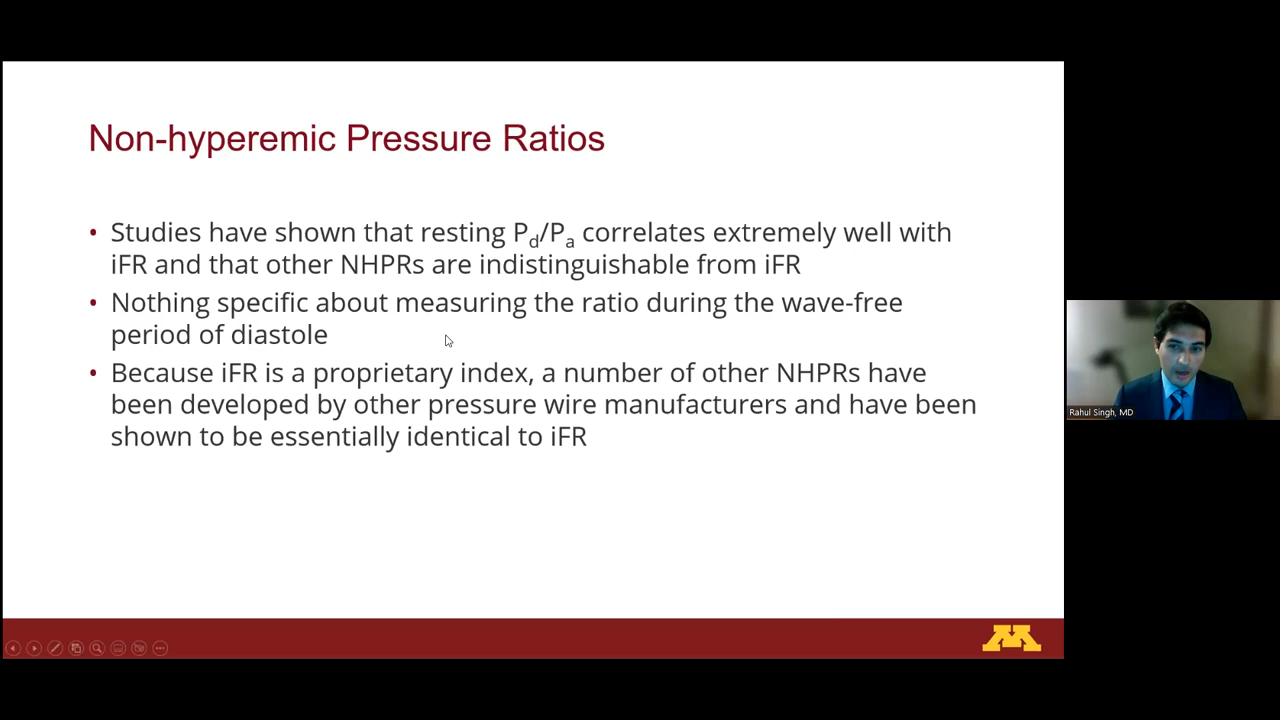 Non-hyperemic Pressure Ratios
• Studies have shown that resting Pd/Pa correlates extremely well with
iFR and that other NHPRs are indistinguishable from iFR
• Nothing specific about measuring the ratio during the wave-free
period of diastole
• Because iFR is a proprietary index, a number of other NHPRs have
been developed by other pressure wire manufacturers and have been
shown to be essentially identical to iFR
Rahul Singh, MD
M